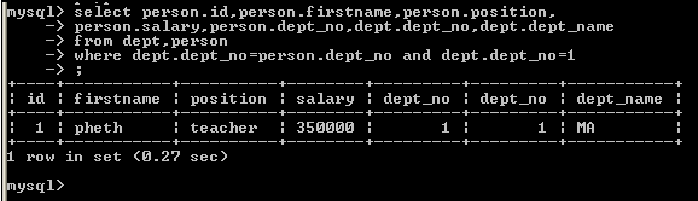 mysql> select person.id,person.firstname,person.position,
    -> person.salary,person.dept_no,dept.dept_no,dept.dept_name
    -> from dept,person
    -> where dept.dept_no=person.dept_no and dept.dept_no=1
    -> ;
+----+-----------+----------+--------+---------+---------+-----------+
| id | firstname | position | salary | dept_no | dept_no | dept_name |
+----+-----------+----------+--------+---------+---------+-----------+
|  1 | pheth     | teacher  | 350000 |       1 |       1 | MA        |
+----+-----------+----------+--------+---------+---------+-----------+
1 row in set (0.27 sec)
mysql>